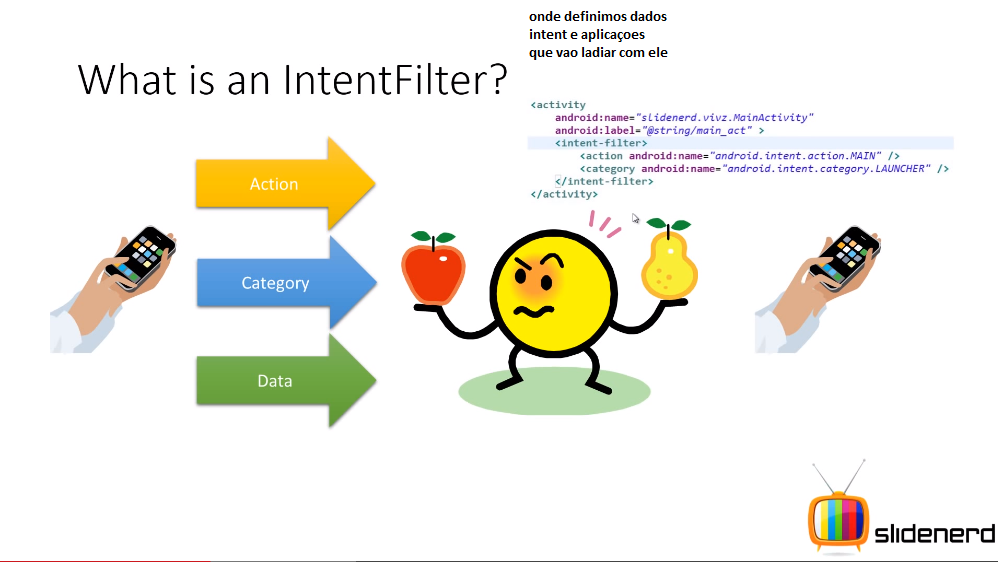 onde definimos dados
intent e aplicaçoes
que vao ladiar com ele
What is an IntentFilter?
<activity
android:name="slidenerd.vivz.MainActivity"
android:label="@string/main_act" >
<intent-filter>
<action android:name="android.intent.action.MAIN" />
<category android:name="android.intent.category.LAUNCHER" />
</intent-filter>
</activity>
Action
Category
Data
slidenerd